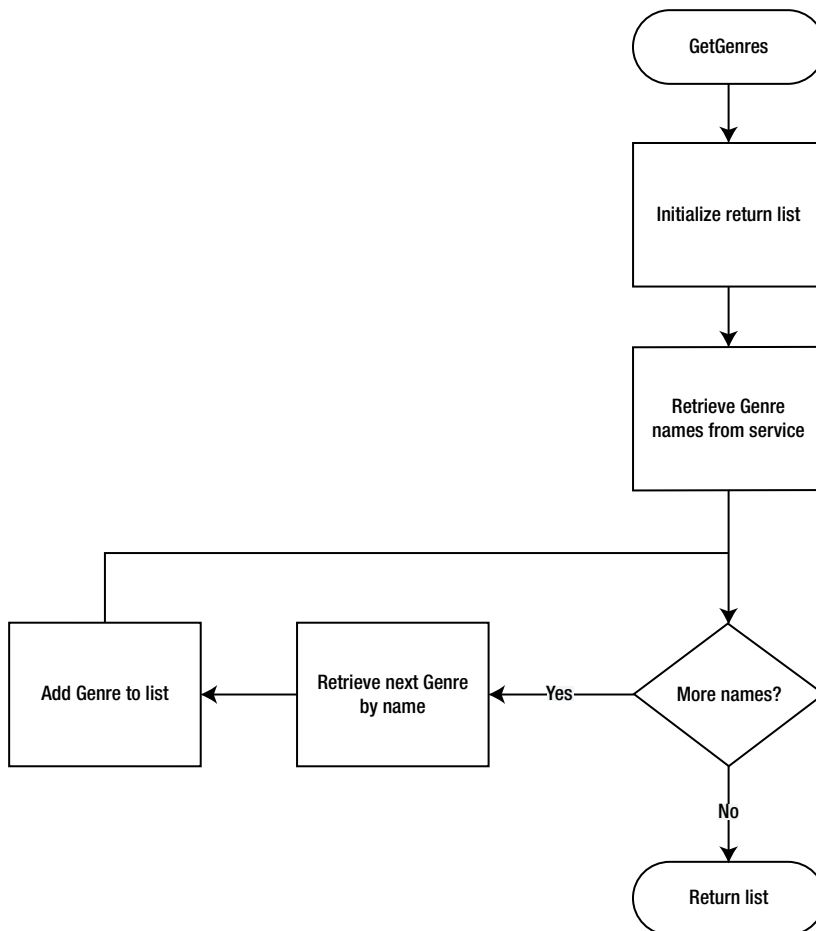 GetGenres
Initialize return list
Retrieve Genre
names from service
More names?
Yes
Retrieve next Genre
by name
Add Genre to list
No
Return list